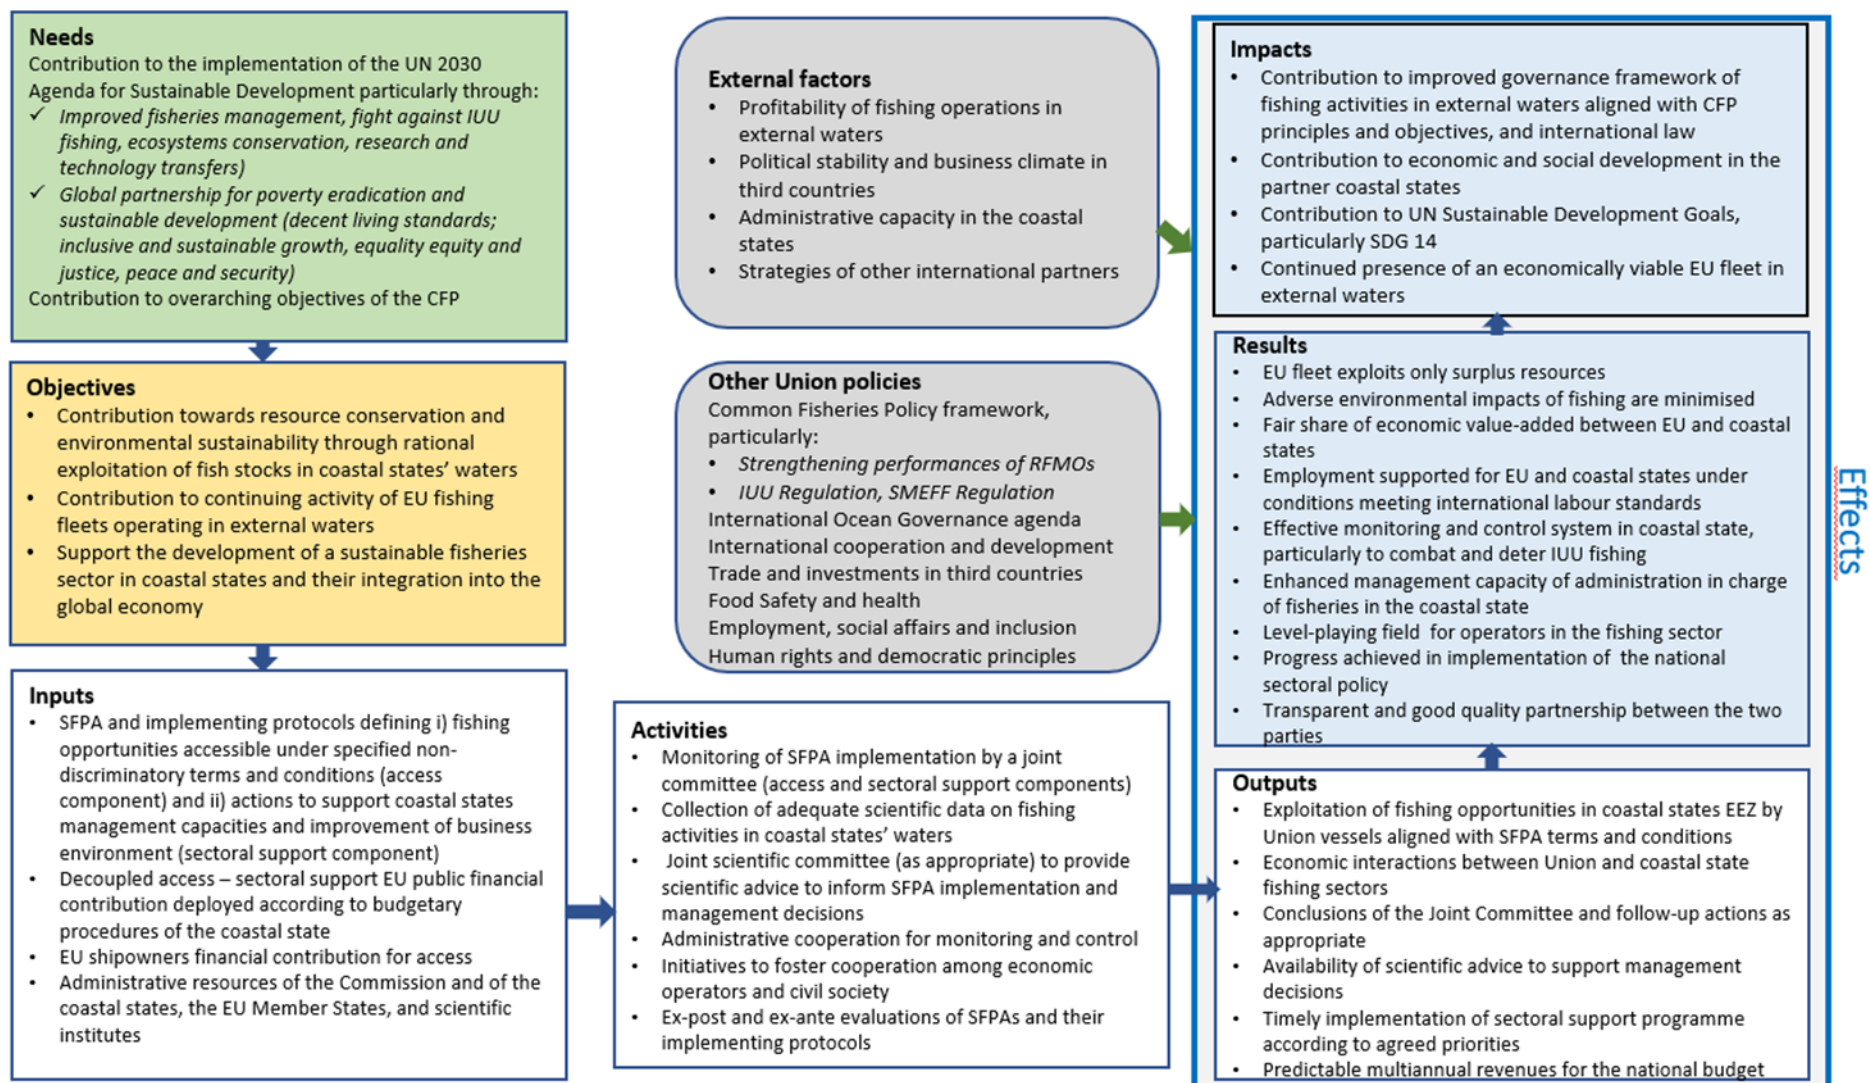 Needs
Contribution to the implementation of the UN 2030
Agenda for Sustainable Development particularly through:
✓ Improved fisheries management, fight against IUU
fishing, ecosystems conservation, research and
technology transfers)
✓ Global partnership for poverty eradication and
sustainable development (decent living standards;
inclusive and sustainable growth, equality equity and
justice, peace and security)
Contribution to overarching objectives of the CFP
Objectives
• Contribution towards resource conservation and
environmental sustainability through rational
exploitation of fish stocks in coastal states’ waters
• Contribution to continuing activity of EU fishing
fleets operating in external waters
• Support the development of a sustainable fisheries
sector in coastal states and their integration into the
global economy
Inputs
• SFPA and implementing protocols defining i) fishing
opportunities accessible under specified non-
discriminatory terms and conditions (access
component) and ii) actions to support coastal states
management capacities and improvement of business
environment (sectoral support component)
• Decoupled access – sectoral support EU public financial
contribution deployed according to budgetary
procedures of the coastal state
• EU shipowners financial contribution for access
• Administrative resources of the Commission and of the
coastal states, the EU Member States, and scientific
institutes
External factors
• Profitability of fishing operations in
external waters
• Political stability and business climate in
third countries
• Administrative capacity in the coastal
states
• Strategies of other international partners
Other Union policies
Common Fisheries Policy framework,
particularly:
• Strengthening performances of RFMOs
• IUU Regulation, SMEFF Regulation
International Ocean Governance agenda
International cooperation and development
Trade and investments in third countries
Food Safety and health
Employment, social affairs and inclusion
Human rights and democratic principles
Activities
• Monitoring of SFPA implementation by a joint
committee (access and sectoral support components)
• Collection of adequate scientific data on fishing
activities in coastal states’ waters
• Joint scientific committee (as appropriate) to provide
scientific advice to inform SFPA implementation and
management decisions
• Administrative cooperation for monitoring and control
• Initiatives to foster cooperation among economic
operators and civil society
• Ex-post and ex-ante evaluations of SFPAs and their
implementing protocols
Impacts
• Contribution to improved governance framework of
fishing activities in external waters aligned with CFP
principles and objectives, and international law
• Contribution to economic and social development in the
partner coastal states
• Contribution to UN Sustainable Development Goals,
particularly SDG 14
• Continued presence of an economically viable EU fleet in
external waters
Results
• EU fleet exploits only surplus resources
• Adverse environmental impacts of fishing are minimised
• Fair share of economic value-added between EU and coastal
states
• Employment supported for EU and coastal states under
conditions meeting international labour standards
• Effective monitoring and control system in coastal state,
particularly to combat and deter IUU fishing
• Enhanced management capacity of administration in charge
of fisheries in the coastal state
• Level-playing field for operators in the fishing sector
• Progress achieved in implementation of the national
sectoral policy
• Transparent and good quality partnership between the two
parties
Outputs
• Exploitation of fishing opportunities in coastal states EEZ by
Union vessels aligned with SFPA terms and conditions
• Economic interactions between Union and coastal state
fishing sectors
• Conclusions of the Joint Committee and follow-up actions as
appropriate
• Availability of scientific advice to support management
decisions
• Timely implementation of sectoral support programme
according to agreed priorities
• Predictable multiannual revenues for the national budget
Effects